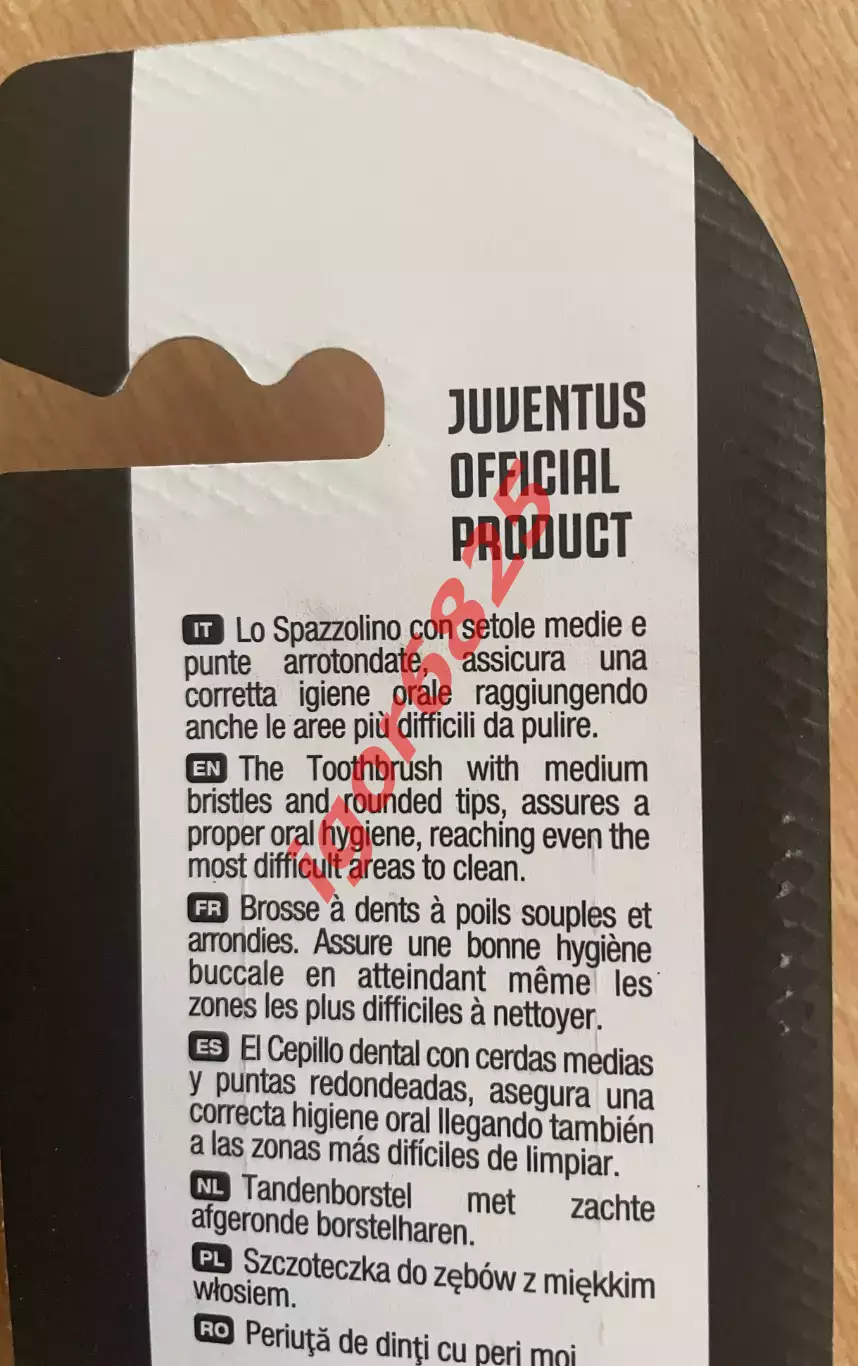 JUVENTUS
OFFICIAL
PRODUCT
IT Lo Spazzolino con setole medie e
punte arrotondate, assicura una
corretta igiene orale raggiungendo
anche le aree più difficili da pulire.
EN The Toothbrush with medium
bristles and rounded tips, assures a
proper oral hygiene, reaching even the
most difficult areas to clean.
FR Brosse à dents à poils souples et
arrondies. Assure une bonne hygiène
buccale en atteindant même les
zones les plus difficiles à nettoyer.
ES El Cepillo dental con cerdas medias
y puntas redondeadas, asegura una
correcta higiene oral llegando también
a las zonas más difíciles de limpiar.
NL Tandenborstel met zachte
afgeronde borstelharen.
PL Szczoteczka do zębów z miękkim
włosiem.
RO Periuţă de dinţi cu peri moi
igor6825